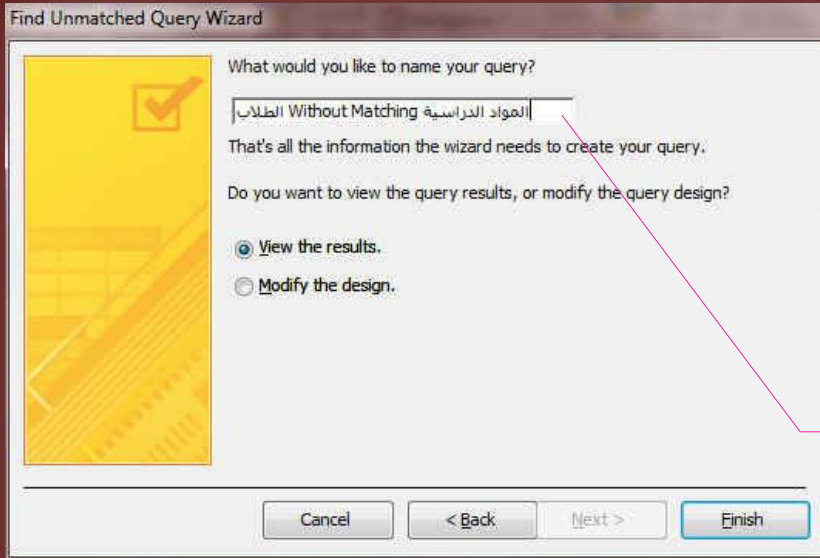 Find Unmatched Query Wizard
What would you like to name your query?
الطلاب Without Matching المواد الدراسية
That's all the information the wizard needs to create your query.
Do you want to view the query results, or modify the query design?
View the results.
Modify the design.
Cancel
< Back
Next >
Finish